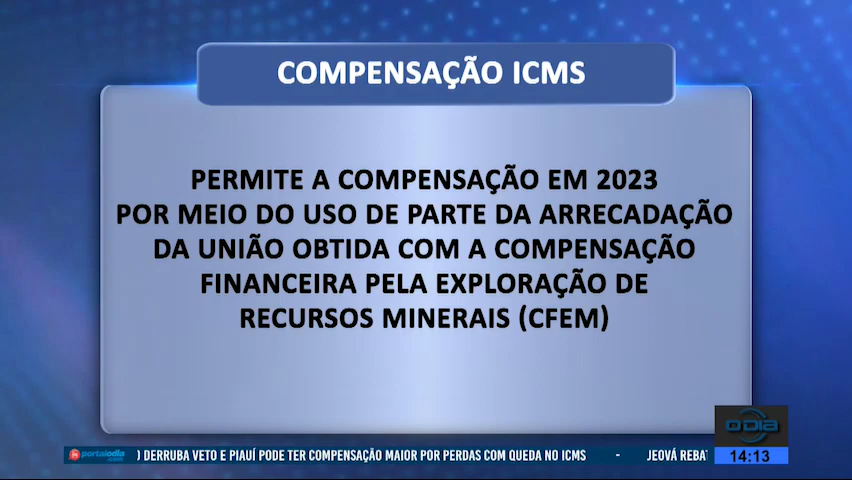 COMPENSAÇÃO ICMS
PERMITE A COMPENSAÇÃO EM 2023
POR MEIO DO USO DE PARTE DA ARRECADAÇÃO
DA UNIÃO OBTIDA COM A COMPENSAÇÃO
FINANCEIRA PELA EXPLORAÇÃO DE
RECURSOS MINERAIS (CFEM)
O DIA
portalodia.com
O DERRUBA VETO E PIAUÍ PODE TER COMPENSAÇÃO MAIOR POR PERDAS COM QUEDA NO ICMS - JEOVÁ REBAT
14:13